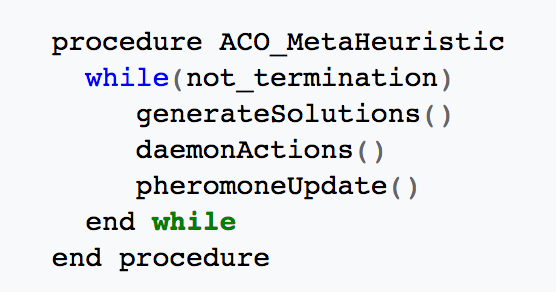 procedure ACO_MetaHeuristic
while(not_termination)
generateSolutions()
daemonActions()
pheromoneUpdate()
end while
end procedure